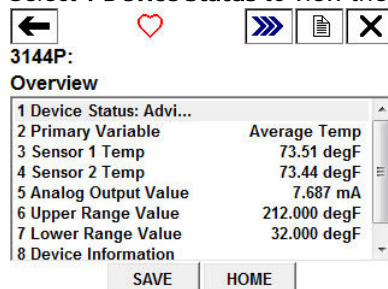 3144P:
Overview
1 Device Status: Advi...
2 Primary Variable Average Temp
3 Sensor 1 Temp 73.51 degF
4 Sensor 2 Temp 73.44 degF
5 Analog Output Value 7.687 mA
6 Upper Range Value 212.000 degF
7 Lower Range Value 32.000 degF
8 Device Information
SAVE HOME